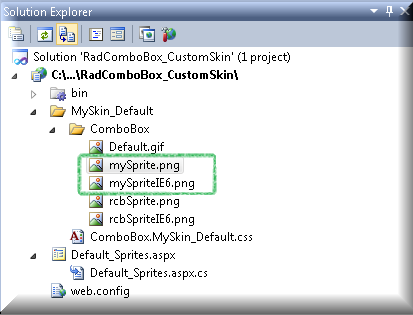 Solution Explorer
Solution 'RadComboBox_CustomSkin' (1 project)
C:\...\RadComboBox_CustomSkin\
bin
MySkin_Default
ComboBox
Default.gif
mySprite.png
mySpriteIE6.png
rcbSprite.png
rcbSpriteIE6.png
ComboBox.MySkin_Default.css
Default_Sprites.aspx
Default_Sprites.aspx.cs
web.config